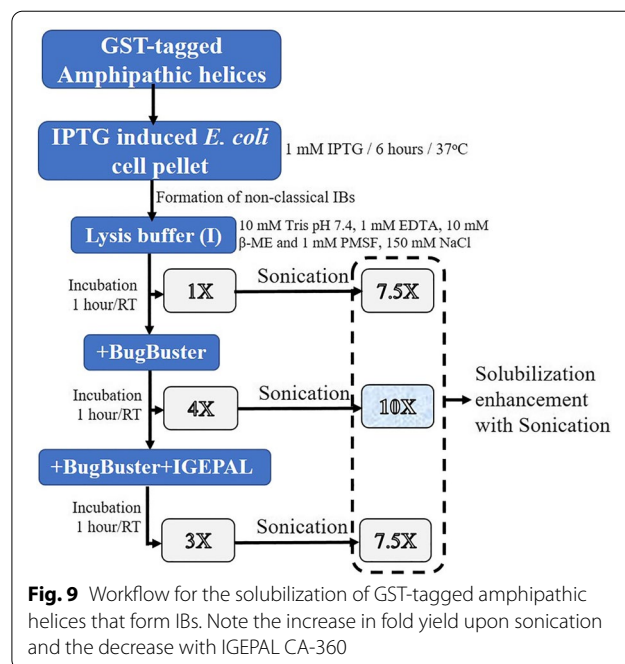 GST-tagged
Amphipathic helices
IPTG induced E. coli
cell pellet
1 mM IPTG / 6 hours / 37°C
Formation of non-classical IBs
Lysis buffer (I)
10 mM Tris pH 7.4, 1 mM EDTA, 10 mM
β-ME and 1 mM PMSF, 150 mM NaCl
Incubation
1 hour/RT
1X
Sonication
7.5X
+BugBuster
Incubation
1 hour/RT
4X
Sonication
10X
Solubilization
enhancement
with Sonication
+BugBuster+IGEPAL
Incubation
1 hour/RT
3X
Sonication
7.5X
Fig. 9 Workflow for the solubilization of GST-tagged amphipathic
helices that form IBs. Note the increase in fold yield upon sonication
and the decrease with IGEPAL CA-360